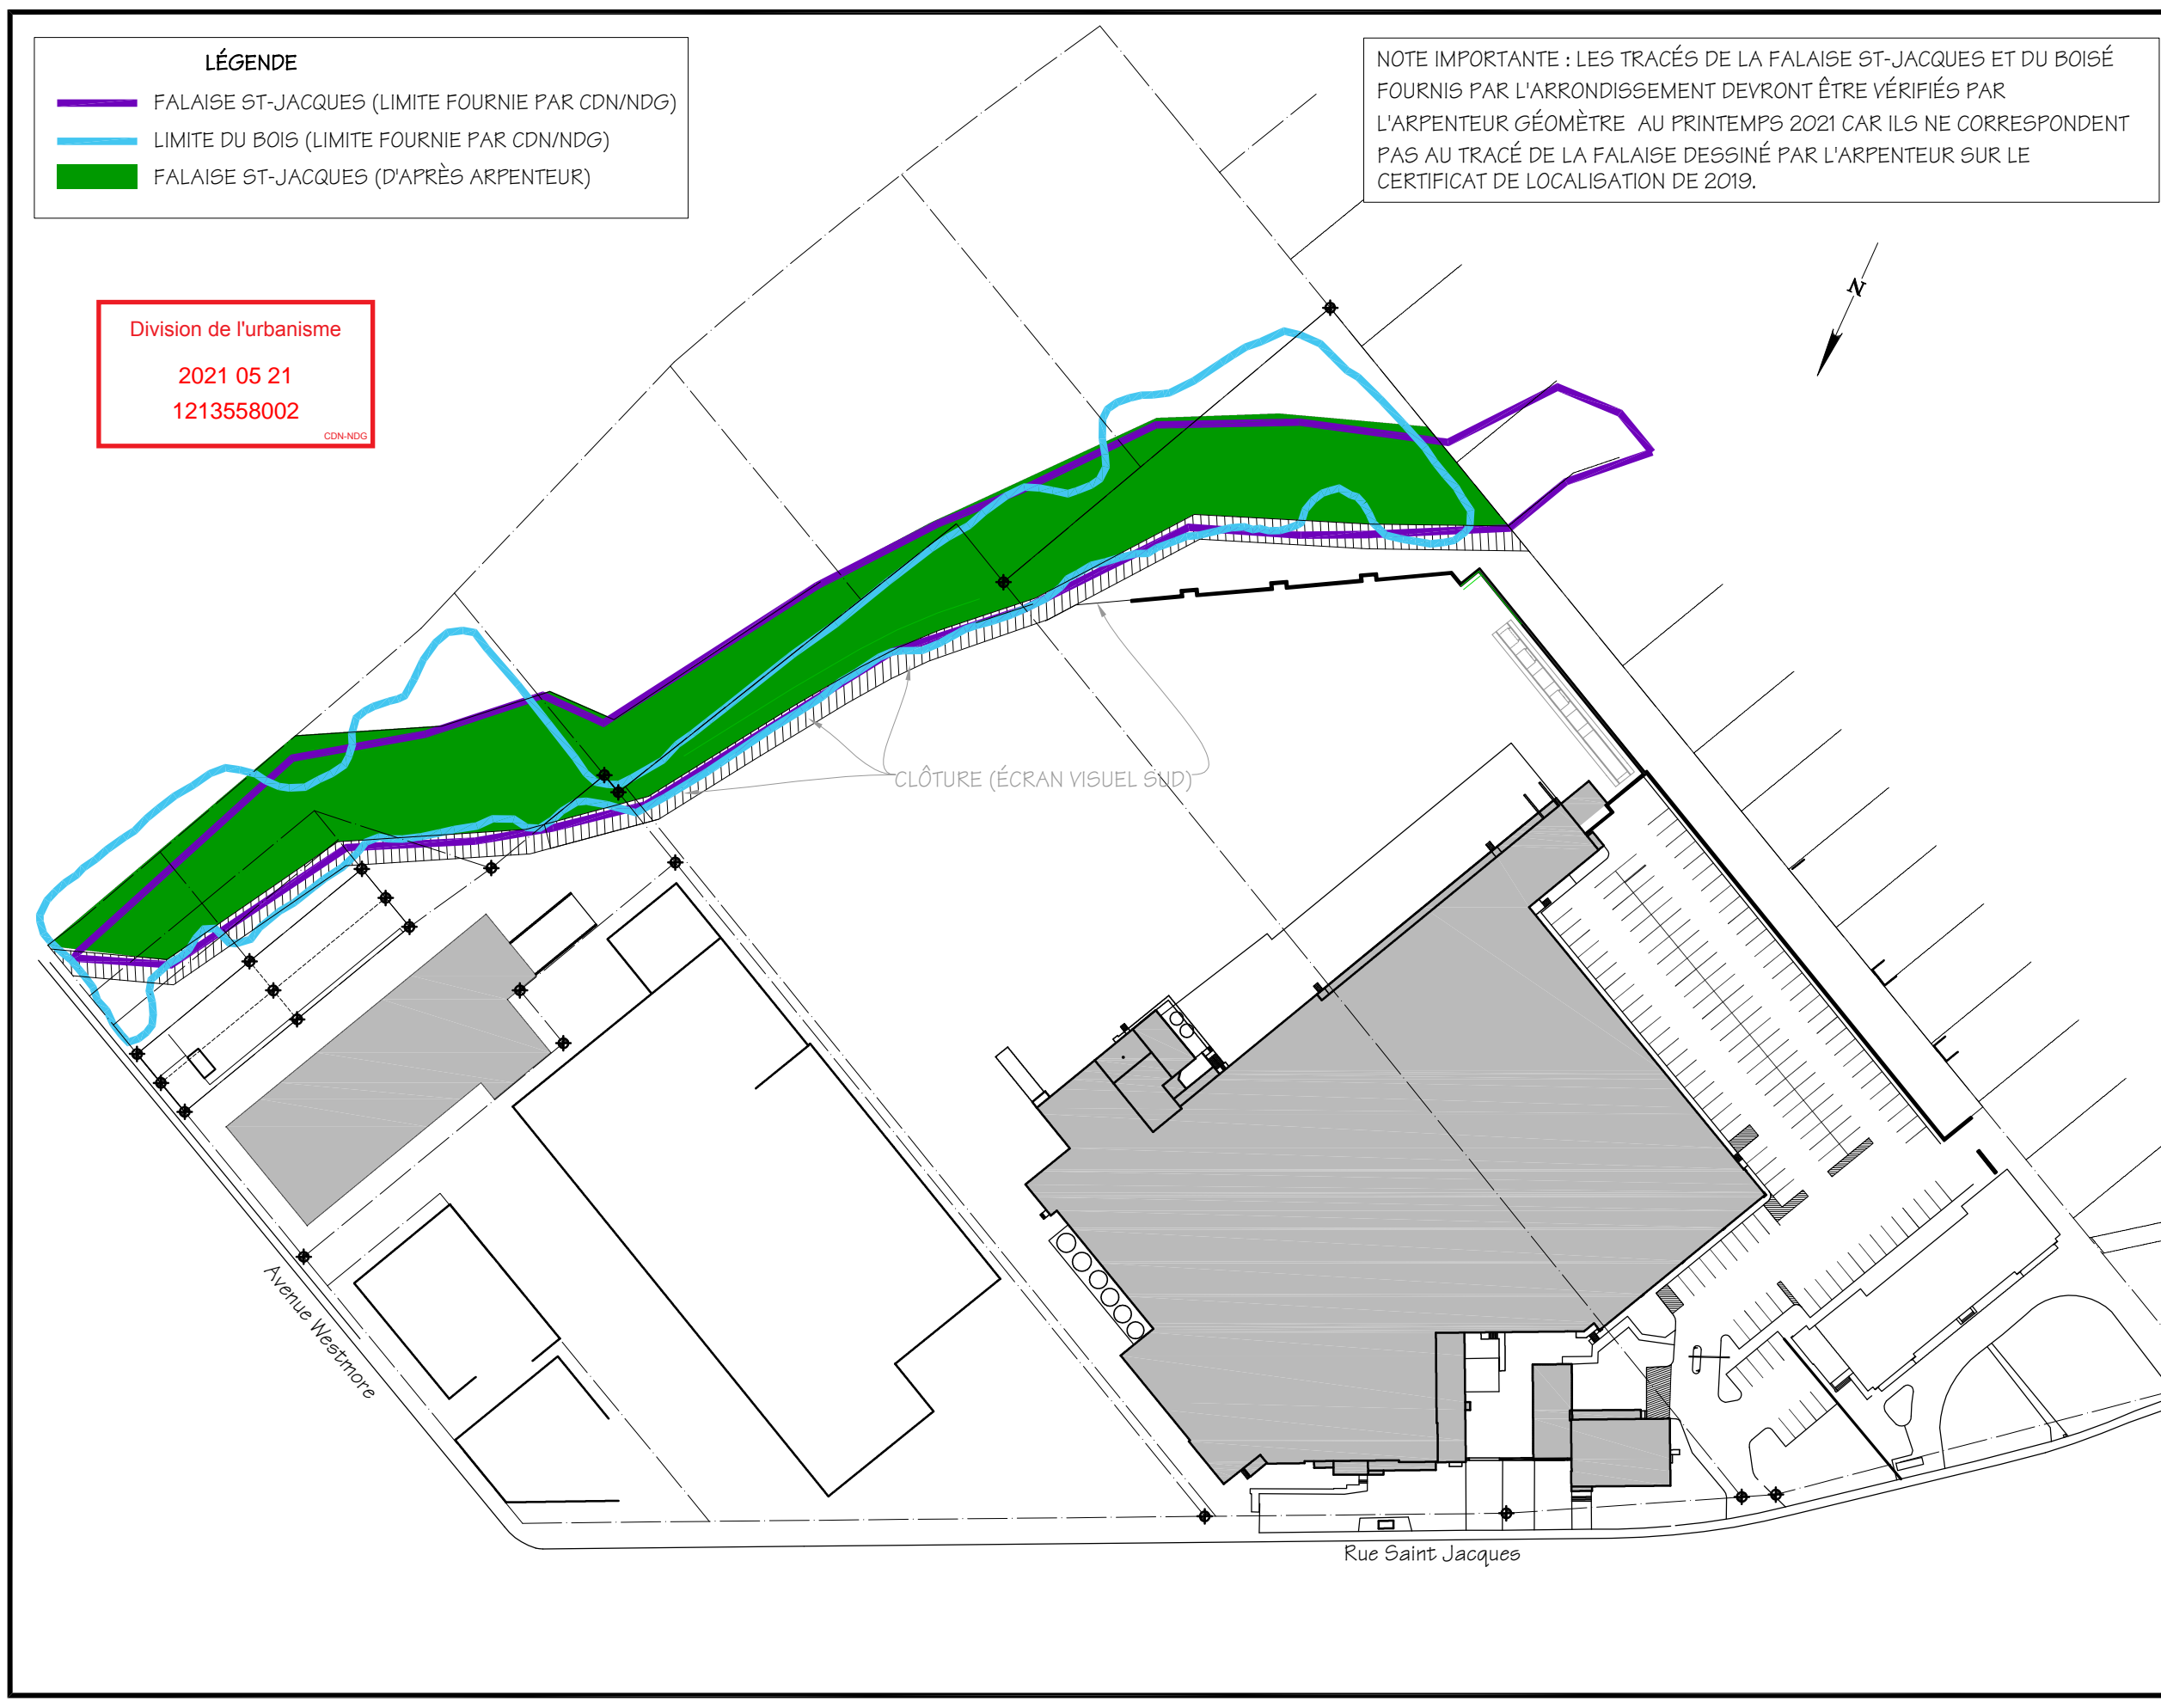 LÉGENDE
FALAISE ST-JACQUES (LIMITE FOURNIE PAR CDN/NDG)
LIMITE DU BOIS (LIMITE FOURNIE PAR CDN/NDG)
FALAISE ST-JACQUES (D'APRÈS ARPENTEUR)
NOTE IMPORTANTE : LES TRACÉS DE LA FALAISE ST-JACQUES ET DU BOISÉ
FOURNIS PAR L'ARRONDISSEMENT DEVRONT ÊTRE VÉRIFIÉS PAR
L'ARPENTEUR GÉOMÈTRE AU PRINTEMPS 2021 CAR ILS NE CORRESPONDENT
PAS AU TRACÉ DE LA FALAISE DESSINÉ PAR L'ARPENTEUR SUR LE
CERTIFICAT DE LOCALISATION DE 2019.
N
Division de l'urbanisme
2021 05 21
1213558002
CDN-NDG
CLÔTURE (ÉCRAN VISUEL SUD)
Avenue Westmore
Rue Saint Jacques